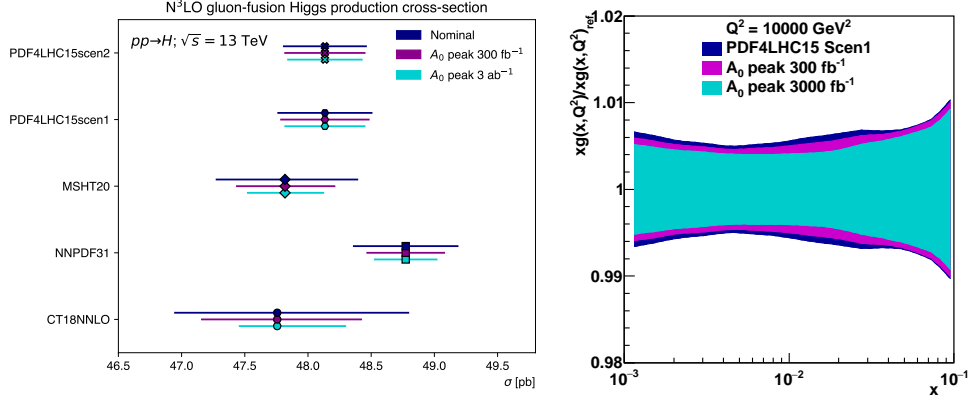 N³LO gluon-fusion Higgs production cross-section
pp→H; √s = 13 TeV
Nominal
A₀ peak 300 fb⁻¹
A₀ peak 3 ab⁻¹
PDF4LHC15scen2
PDF4LHC15scen1
MSHT20
NNPDF31
CT18NNLO
46.5 47.0 47.5 48.0 48.5 49.0 49.5
σ [pb]
xg(x,Q²)/xg(x,Q²)ref
1.02
1.01
1
0.99
0.98
Q² = 10000 GeV²
PDF4LHC15 Scen1
A₀ peak 300 fb⁻¹
A₀ peak 3000 fb⁻¹
10⁻³ 10⁻² 10⁻¹
x